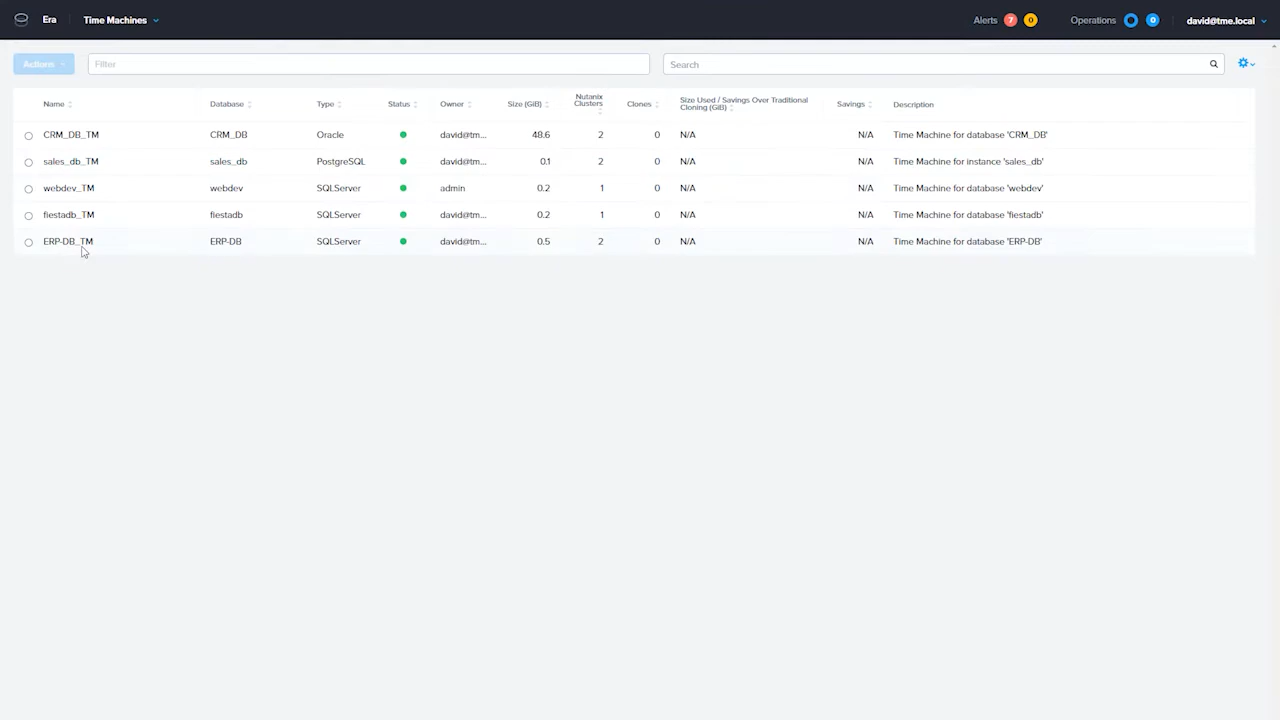 Era Time Machines Alerts 7 0 Operations 0 david@tme.local
Actions Filter Search
Name Database Type Status Owner Size (GiB) Nutanix Clusters Clones Size Used / Savings Over Traditional Cloning (GiB) Savings Description
CRM_DB_TM CRM_DB Oracle david@tm... 48.6 2 0 N/A N/A Time Machine for database 'CRM_DB'
sales_db_TM sales_db PostgreSQL david@tm... 0.1 2 0 N/A N/A Time Machine for instance 'sales_db'
webdev_TM webdev SQLServer admin 0.2 1 0 N/A N/A Time Machine for database 'webdev'
fiestadb_TM fiestadb SQLServer david@tm... 0.2 1 0 N/A N/A Time Machine for database 'fiestadb'
ERP-DB_TM ERP-DB SQLServer david@tm... 0.5 2 0 N/A N/A Time Machine for database 'ERP-DB'